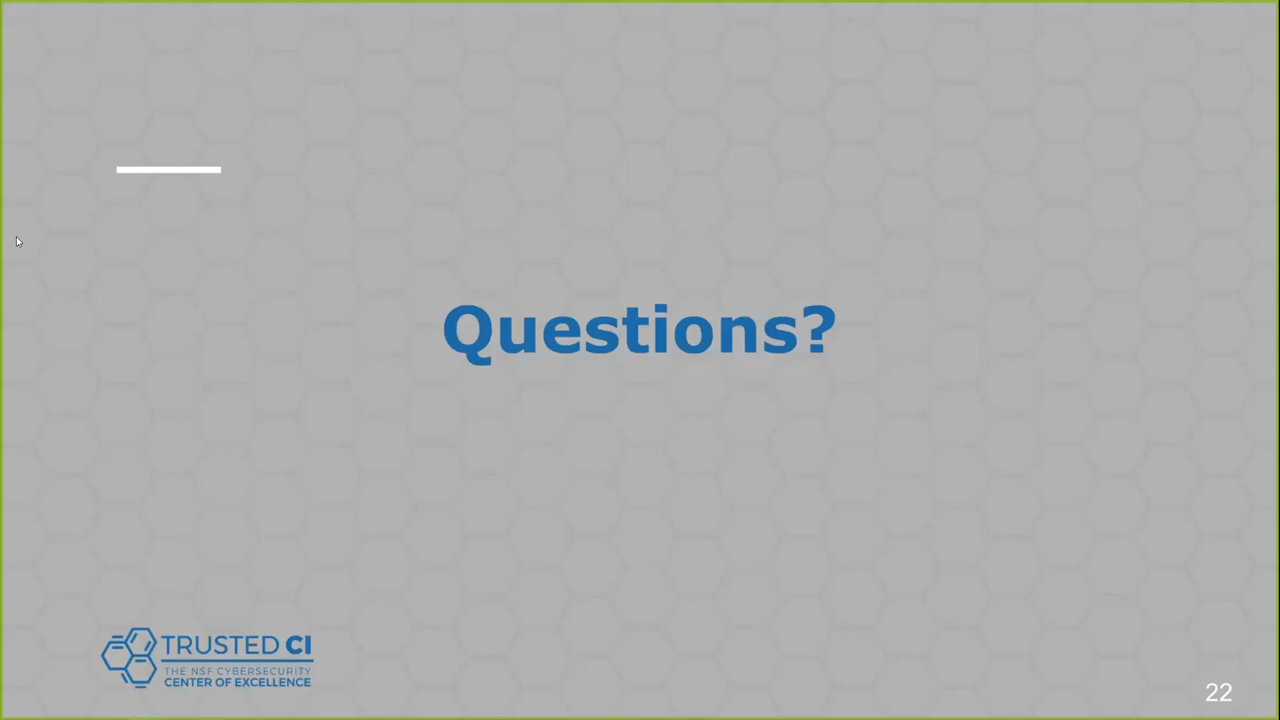 Questions?
TRUSTED CI
THE NSF CYBERSECURITY
CENTER OF EXCELLENCE
22